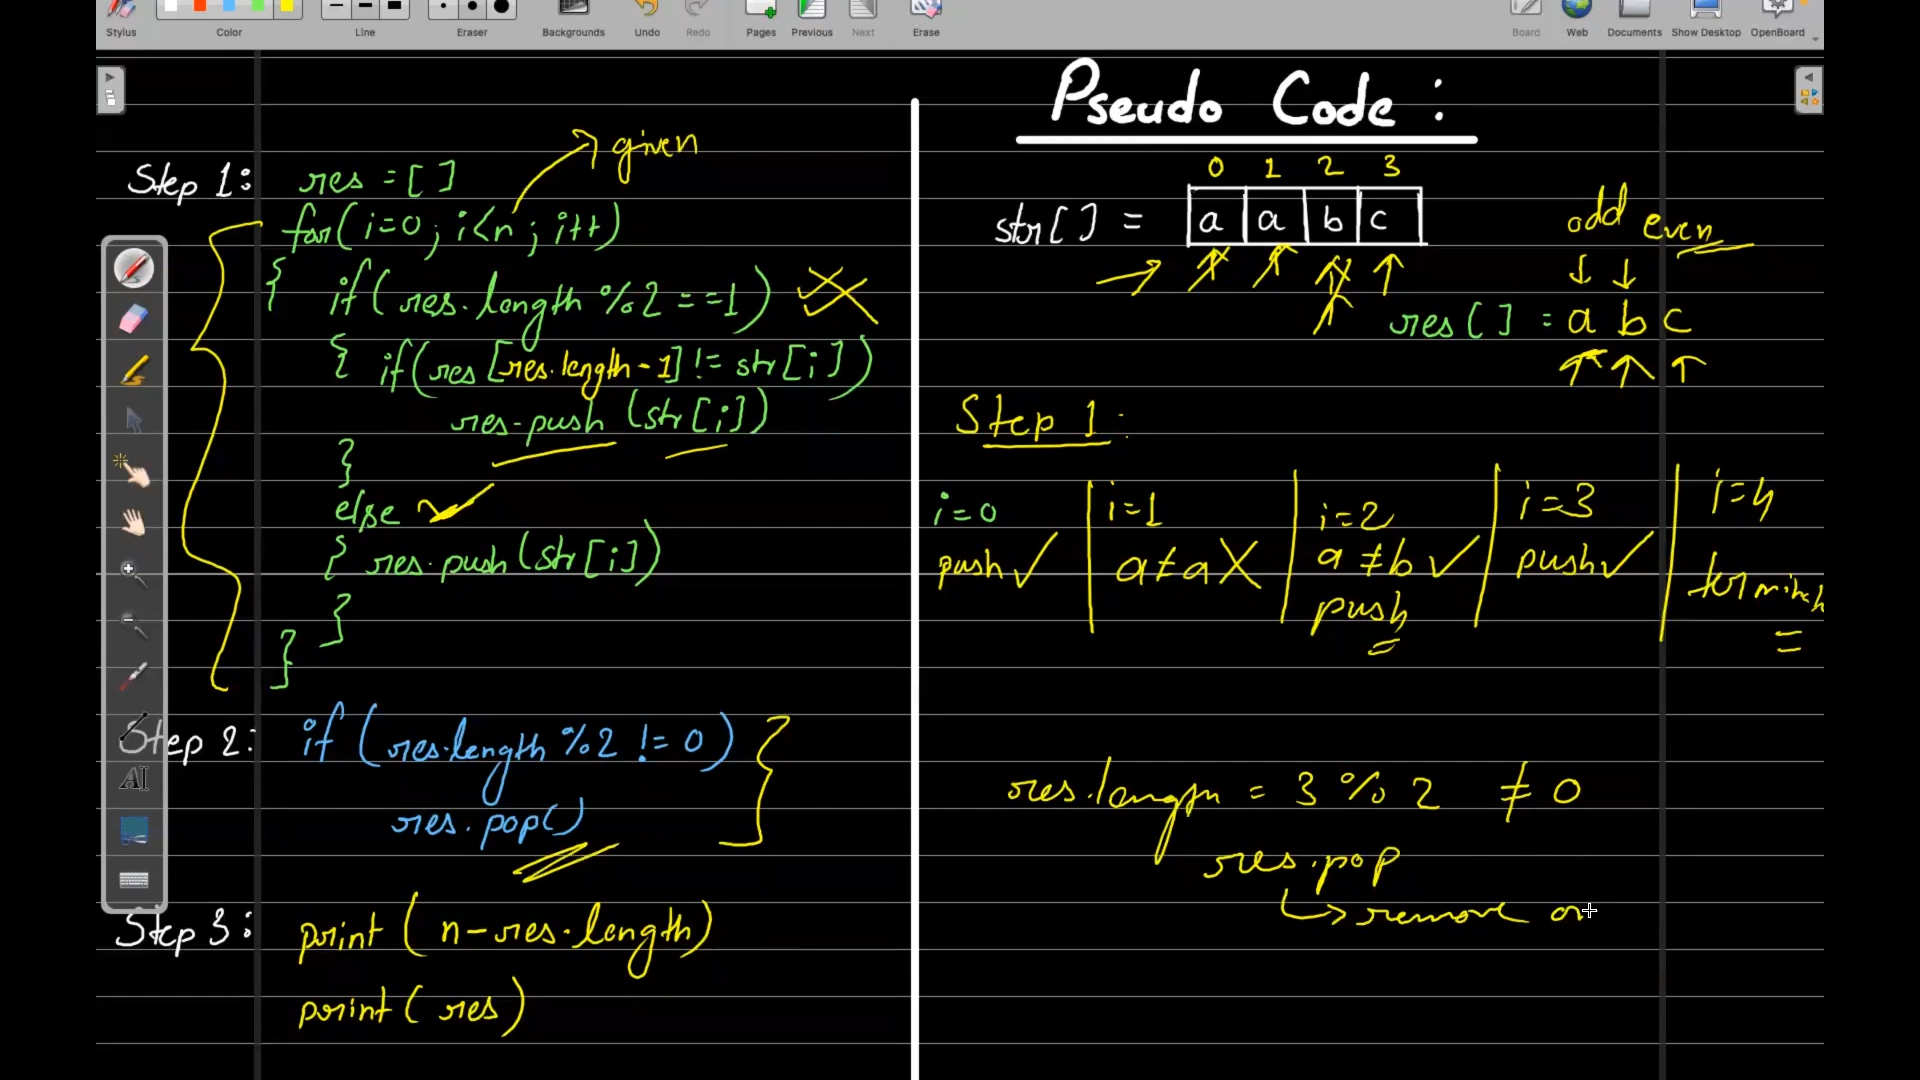 Stylus Color Line Eraser Backgrounds Undo Redo Pages Previous Next Erase Board Web Documents Show Desktop OpenBoard
given
Step 1: res = [ ]
for( i=0 ; i<n ; i++)
{ if( res.length %2 ==1)
{ if(res [res.length-1] != str[i])
res.push (str[i])
}
else
{ res.push(str[i])
}
}
Step 2: if (res.length %2 != 0)
res.pop()
Step 3: print ( n-res.length)
print ( res)
Pseudo Code :
0 1 2 3
str[ ] = a a b c
odd even
res[ ] = a b c
Step 1:
i=0 i=1 i=2 i=3 i=4
push ✓ a≠a X a ≠b ✓ push ✓
push
res.length = 3 % 2 ≠ 0
res.pop
remove